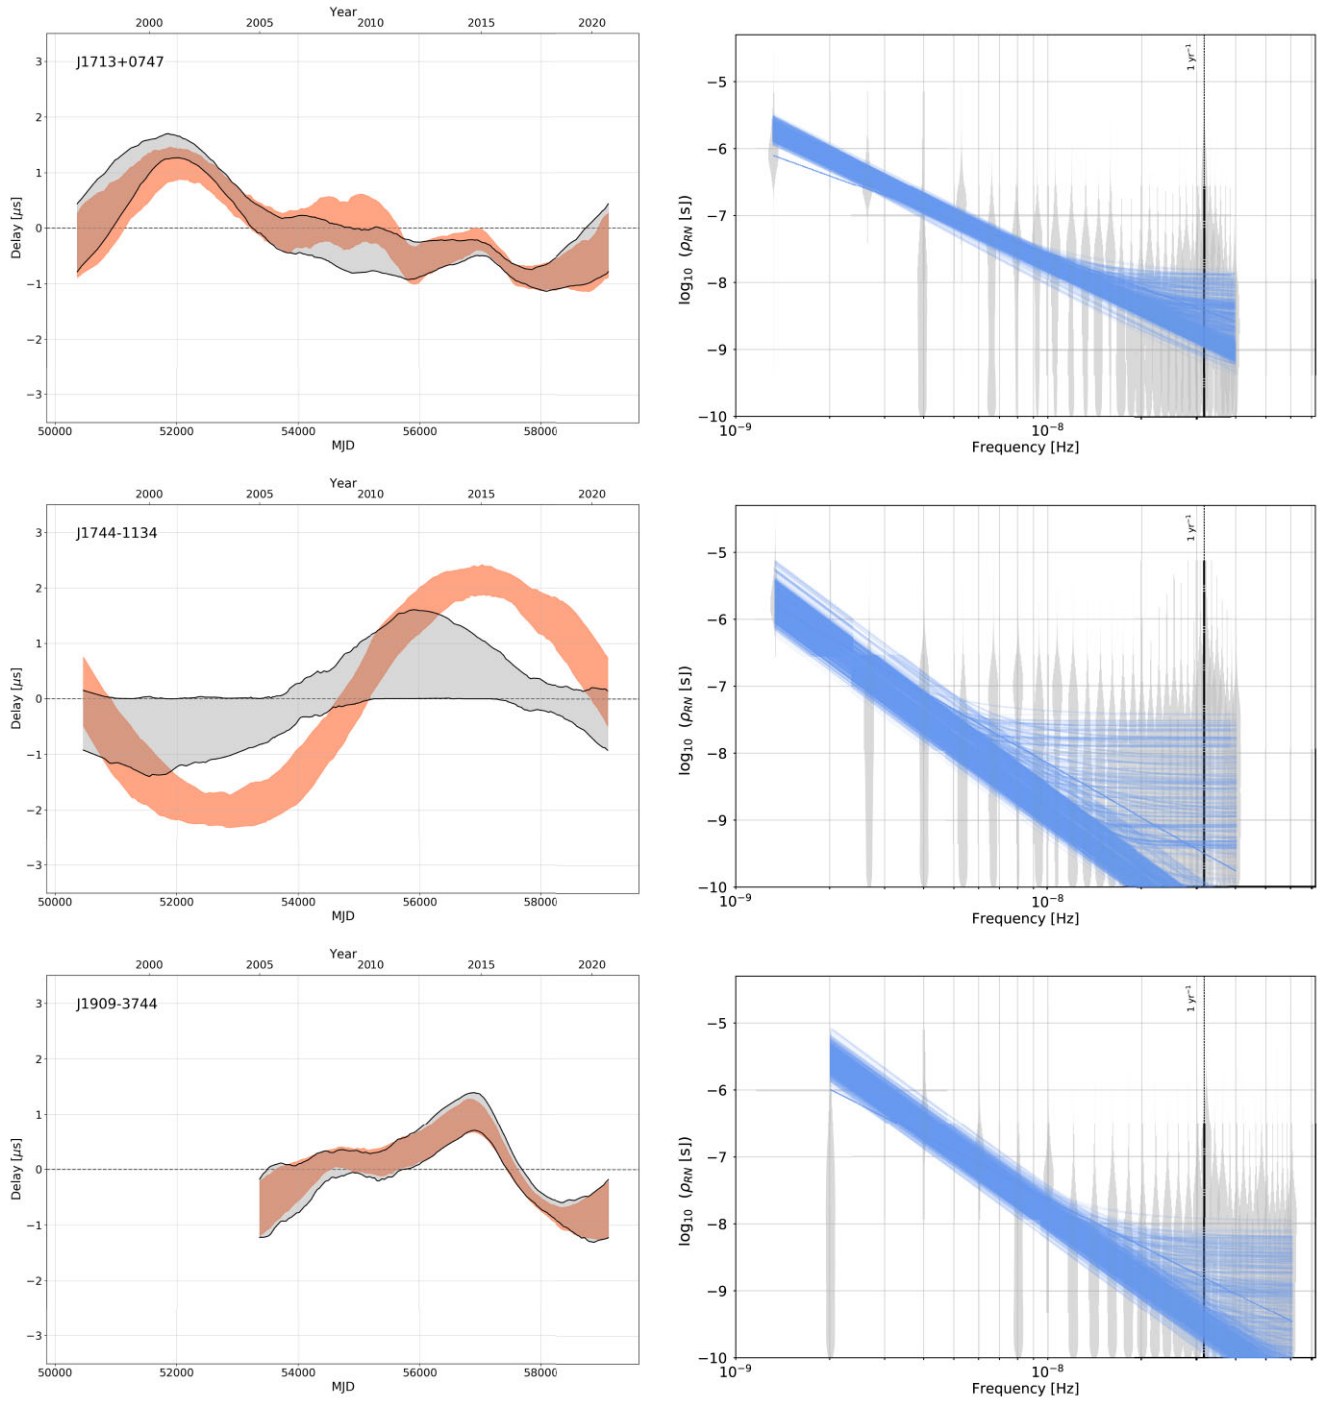 Year
2000 2005 2010 2015 2020
J1713+0747
3
2
1
0
−1
−2
−3
Delay [μs]
50000 52000 54000 56000 58000
MJD
1 yr⁻¹
−5
−6
−7
−8
−9
−10
log₁₀ (ρRN [s])
10⁻⁹ 10⁻⁸
Frequency [Hz]
Year
2000 2005 2010 2015 2020
J1744-1134
3
2
1
0
−1
−2
−3
Delay [μs]
50000 52000 54000 56000 58000
MJD
1 yr⁻¹
−5
−6
−7
−8
−9
−10
log₁₀ (ρRN [s])
10⁻⁹ 10⁻⁸
Frequency [Hz]
Year
2000 2005 2010 2015 2020
J1909-3744
3
2
1
0
−1
−2
−3
Delay [μs]
50000 52000 54000 56000 58000
MJD
1 yr⁻¹
−5
−6
−7
−8
−9
−10
log₁₀ (ρRN [s])
10⁻⁹ 10⁻⁸
Frequency [Hz]